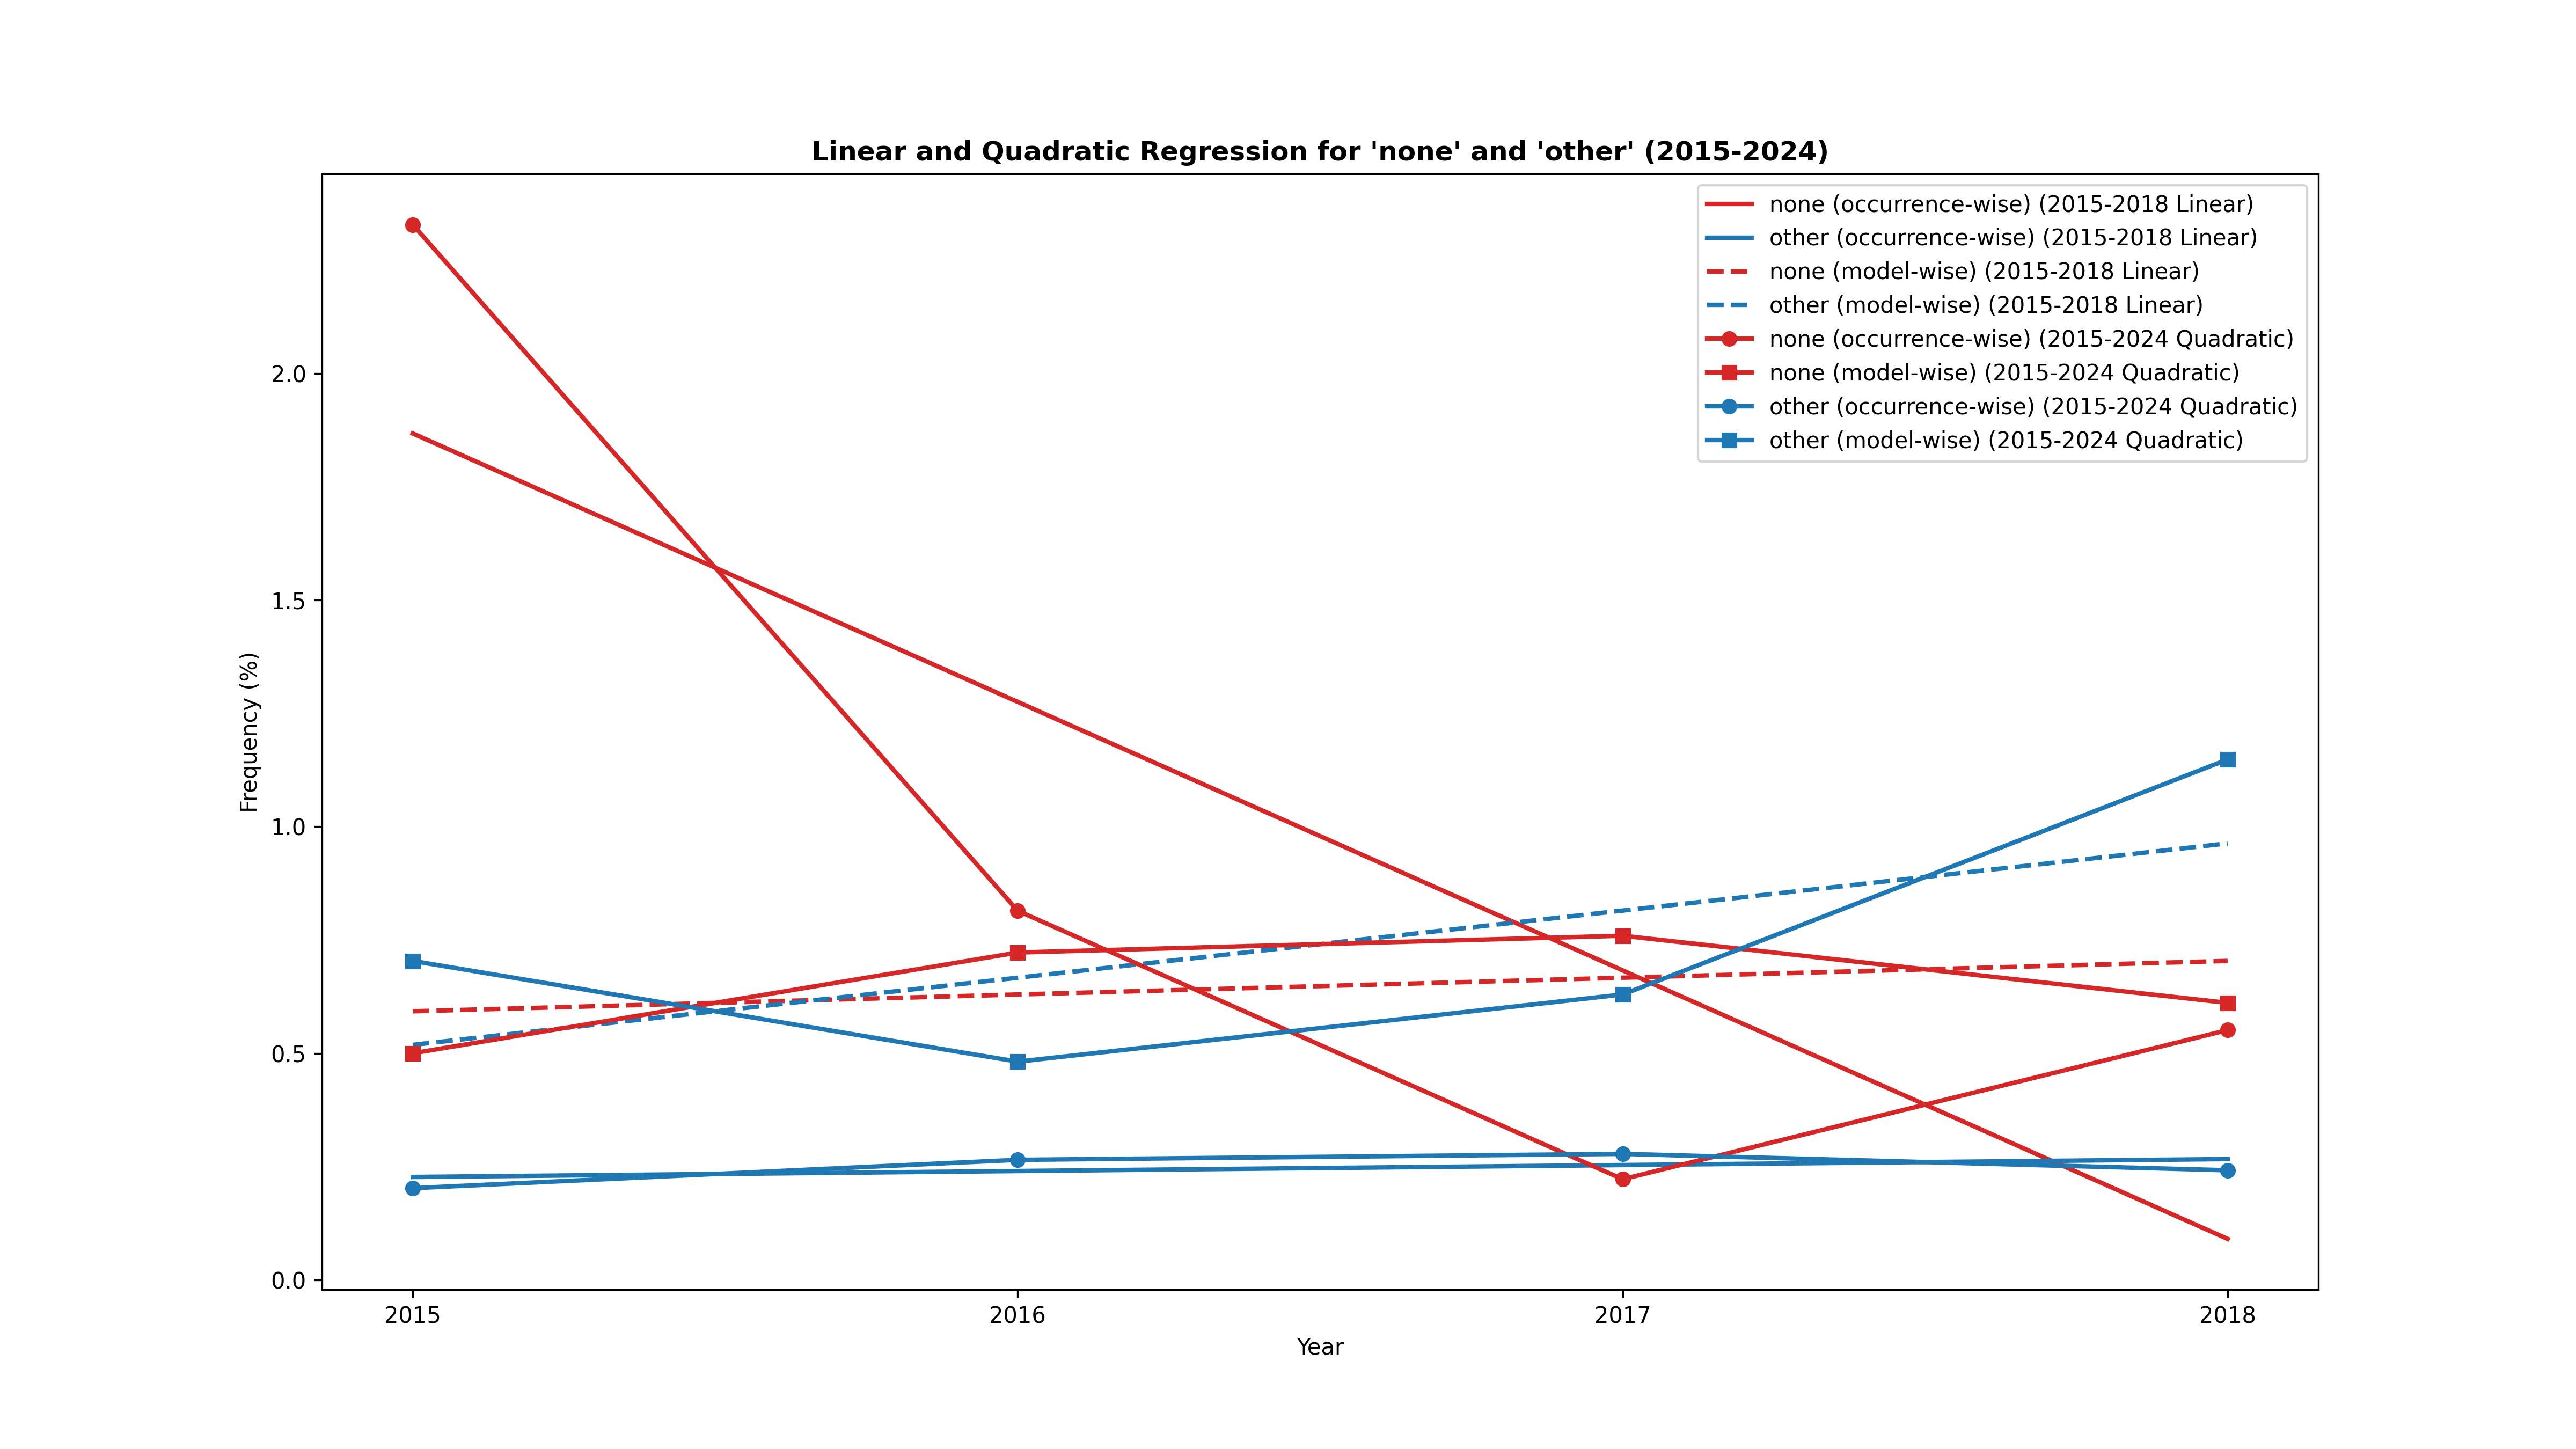 Linear and Quadratic Regression for 'none' and 'other' (2015-2024)
none (occurrence-wise) (2015-2018 Linear)
other (occurrence-wise) (2015-2018 Linear)
none (model-wise) (2015-2018 Linear)
other (model-wise) (2015-2018 Linear)
none (occurrence-wise) (2015-2024 Quadratic)
none (model-wise) (2015-2024 Quadratic)
other (occurrence-wise) (2015-2024 Quadratic)
other (model-wise) (2015-2024 Quadratic)
Frequency (%)
2.0
1.5
1.0
0.5
0.0
2015 2016 2017 2018
Year